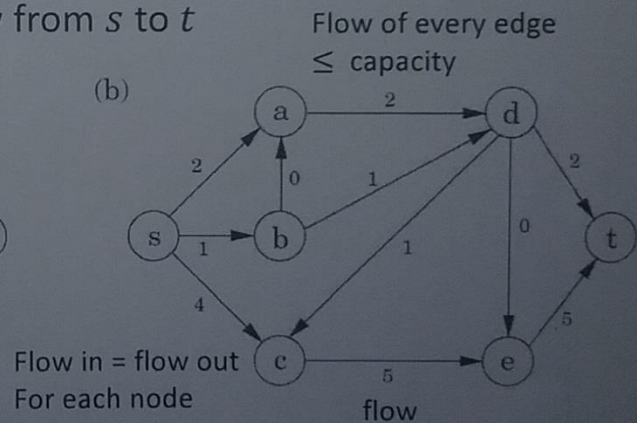 from s to t
Flow of every edge
≤ capacity
(b)
a
2
d
2
0
1
2
s
1
b
0
t
1
4
5
Flow in = flow out
c
5
e
For each node
flow